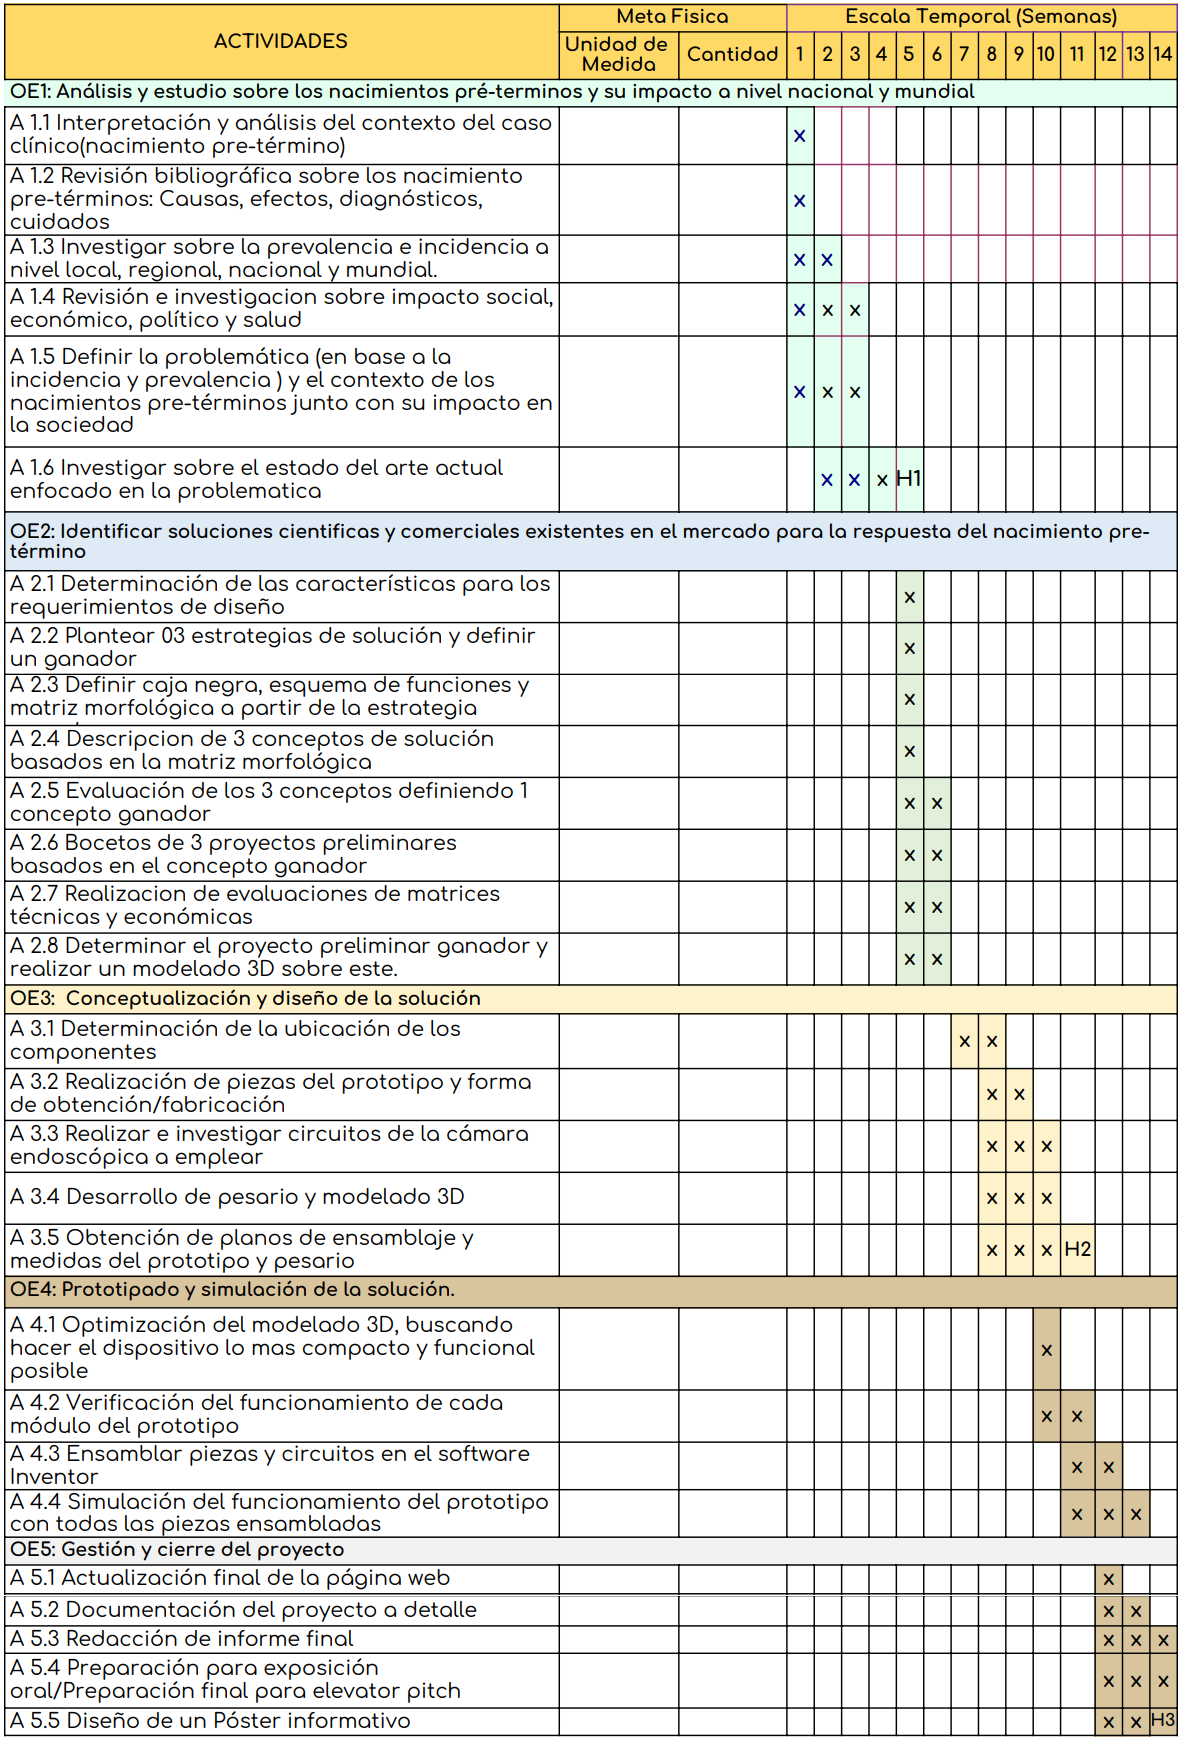 ACTIVIDADES
Meta Fisica
Escala Temporal (Semanas)
Unidad de
Medida
Cantidad
1 2 3 4 5 6 7 8 9 10 11 12 13 14
OE1: Análisis y estudio sobre los nacimientos pré-terminos y su impacto a nivel nacional y mundial
A 1.1 Interpretación y análisis del contexto del caso
clínico(nacimiento pre-término)
x
A 1.2 Revisión bibliográfica sobre los nacimiento
pre-términos: Causas, efectos, diagnósticos,
cuidados
x
A 1.3 Investigar sobre la prevalencia e incidencia a
nivel local, regional, nacional y mundial.
x x
A 1.4 Revisión e investigacion sobre impacto social,
económico, político y salud
x x x
A 1.5 Definir la problemática (en base a la
incidencia y prevalencia ) y el contexto de los
nacimientos pre-términos junto con su impacto en
la sociedad
x x x
A 1.6 Investigar sobre el estado del arte actual
enfocado en la problematica
x x x H1
OE2: Identificar soluciones cientificas y comerciales existentes en el mercado para la respuesta del nacimiento pre-
término
A 2.1 Determinación de las características para los
requerimientos de diseño
x
A 2.2 Plantear 03 estrategias de solución y definir
un ganador
x
A 2.3 Definir caja negra, esquema de funciones y
matriz morfológica a partir de la estrategia
x
A 2.4 Descripcion de 3 conceptos de solución
basados en la matriz morfológica
x
A 2.5 Evaluación de los 3 conceptos definiendo 1
concepto ganador
x x
A 2.6 Bocetos de 3 proyectos preliminares
basados en el concepto ganador
x x
A 2.7 Realizacion de evaluaciones de matrices
técnicas y económicas
x x
A 2.8 Determinar el proyecto preliminar ganador y
realizar un modelado 3D sobre este.
x x
OE3: Conceptualización y diseño de la solución
A 3.1 Determinación de la ubicación de los
componentes
x x
A 3.2 Realización de piezas del prototipo y forma
de obtención/fabricación
x x
A 3.3 Realizar e investigar circuitos de la cámara
endoscópica a emplear
x x x
A 3.4 Desarrollo de pesario y modelado 3D
x x x
A 3.5 Obtención de planos de ensamblaje y
medidas del prototipo y pesario
x x x H2
OE4: Prototipado y simulación de la solución.
A 4.1 Optimización del modelado 3D, buscando
hacer el dispositivo lo mas compacto y funcional
posible
x
A 4.2 Verificación del funcionamiento de cada
módulo del prototipo
x x
A 4.3 Ensamblar piezas y circuitos en el software
Inventor
x x
A 4.4 Simulación del funcionamiento del prototipo
con todas las piezas ensambladas
x x x
OE5: Gestión y cierre del proyecto
A 5.1 Actualización final de la página web
x
A 5.2 Documentación del proyecto a detalle
x x
A 5.3 Redacción de informe final
x x x
A 5.4 Preparación para exposición
oral/Preparación final para elevator pitch
x x x
A 5.5 Diseño de un Póster informativo
x x H3